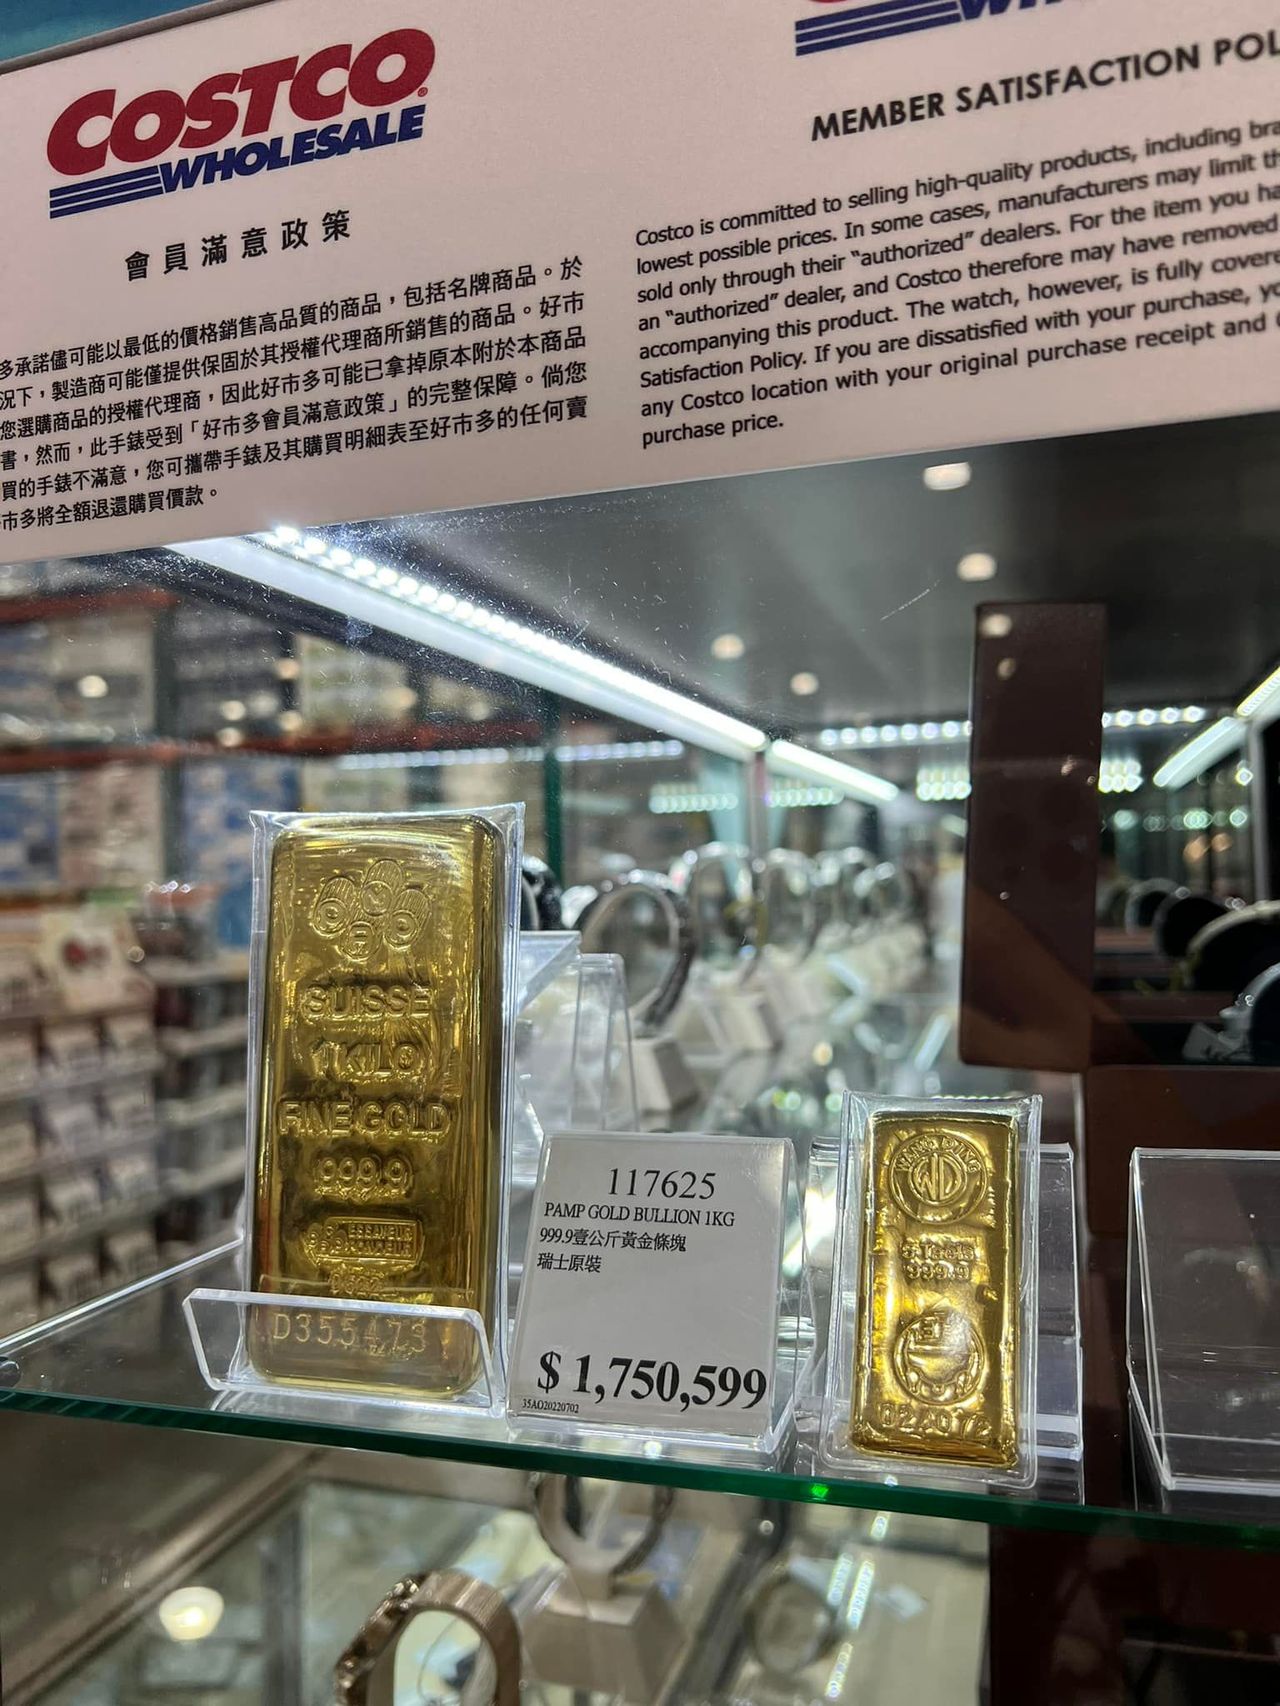 COSTCO
WHOLESALE
會員滿意政策
多承諾儘可能以最低的價格銷售高品質的商品，包括名牌商品。於
況下，製造商可能僅提供保固於其授權代理商所銷售的商品。好市
您選購商品的授權代理商，因此好市多可能已拿掉原本附於本商品
書，然而，此手錶受到「好市多會員滿意政策」的完整保障。倘您
買的手錶不滿意，您可攜帶手錶及其購買明細表至好市多的任何賣
市多將全額退還購買價款。
MEMBER SATISFACTION POL
Costco is committed to selling high-quality products, including bra
lowest possible prices. In some cases, manufacturers may limit th
sold only through their "authorized" dealers. For the item you ha
an "authorized" dealer, and Costco therefore may have removed
accompanying this product. The watch, however, is fully covere
Satisfaction Policy. If you are dissatisfied with your purchase, yo
any Costco location with your original purchase receipt and
purchase price.
SUISSE
1 KILO
FINE GOLD
999.9
ESSAYEUR
D355473
117625
PAMP GOLD BULLION 1KG
999.9壹公斤黃金條塊
瑞士原裝
$ 1,750,599
35AO20220702
WD
5 Taels
999.9